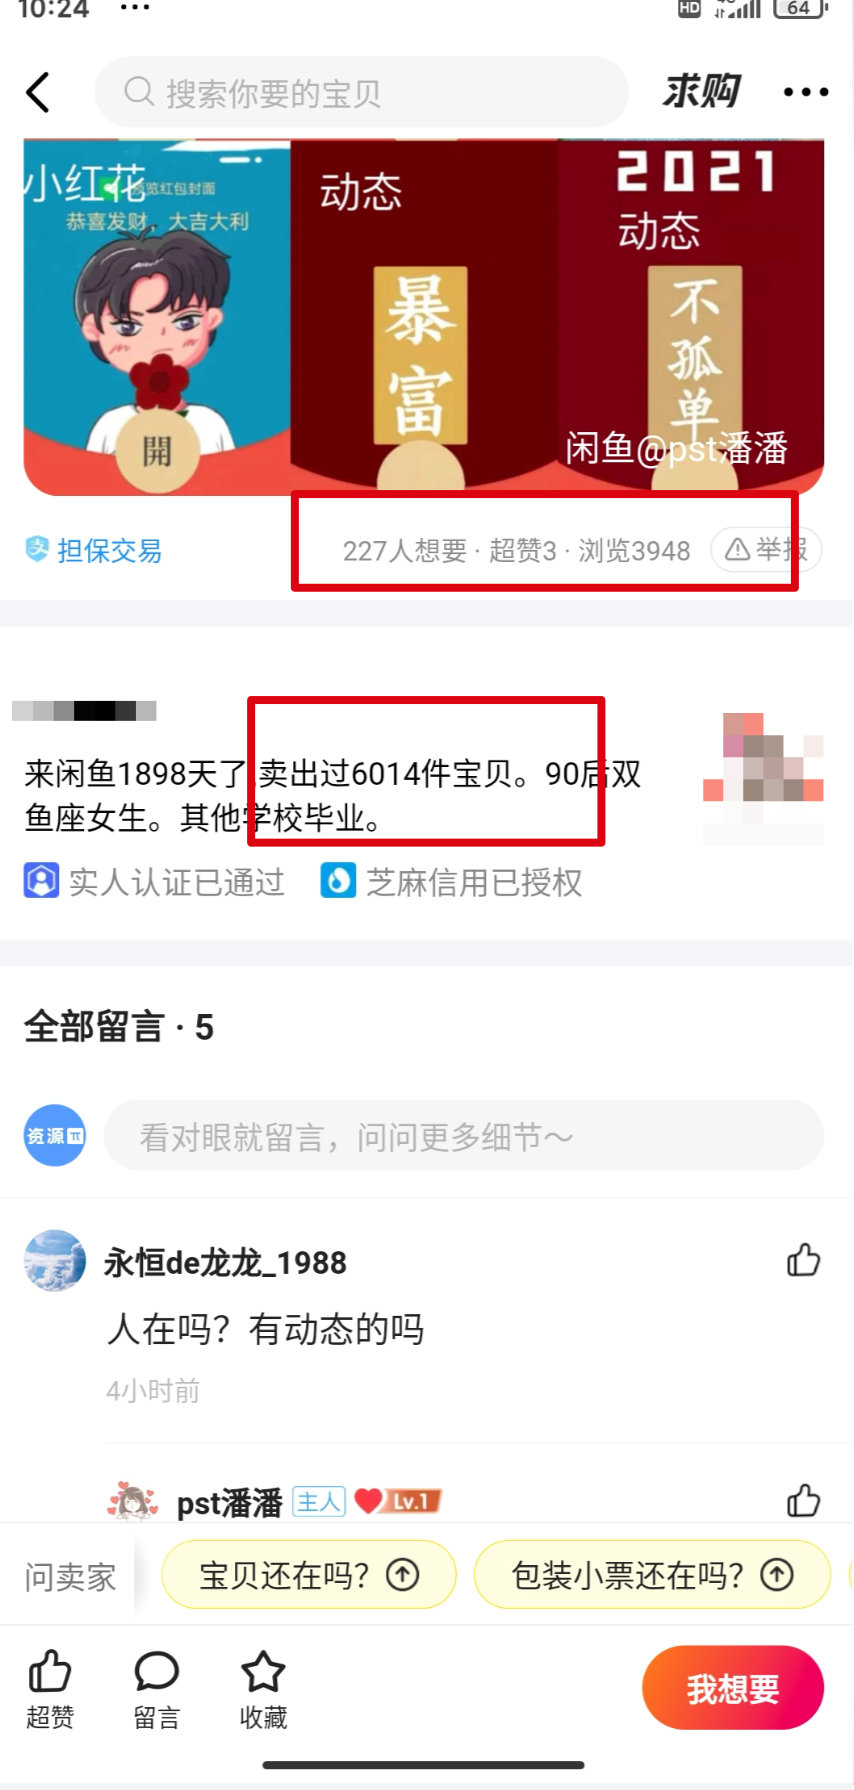 10:24 ···
HD 64
搜索你要的宝贝
求购
小红花
预览红包封面
恭喜发财，大吉大利
開
动态
暴富
2021
动态
不孤单
闲鱼@pst潘潘
担保交易
227人想要 · 超赞3 · 浏览3948
举报
来闲鱼1898天了,卖出过6014件宝贝。90后双
鱼座女生。其他学校毕业。
实人认证已通过
芝麻信用已授权
全部留言 · 5
资源π
看对眼就留言，问问更多细节～
永恒de龙龙_1988
人在吗？有动态的吗
4小时前
pst潘潘 主人 Lv.1
问卖家
宝贝还在吗？
包装小票还在吗？
超赞
留言
收藏
我想要